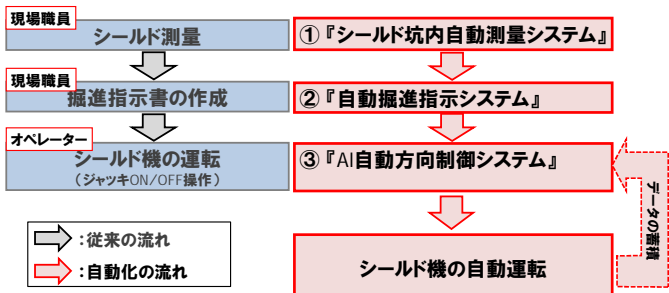 現場職員
シールド測量
①『シールド坑内自動測量システム』
現場職員
掘進指示書の作成
②『自動掘進指示システム』
オペレーター
シールド機の運転
(ジャッキON/OFF操作)
③『AI自動方向制御システム』
データの蓄積
:従来の流れ
:自動化の流れ
シールド機の自動運転